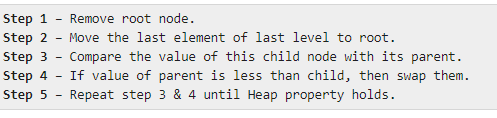 Step 1 − Remove root node.
Step 2 − Move the last element of last level to root.
Step 3 − Compare the value of this child node with its parent.
Step 4 − If value of parent is less than child, then swap them.
Step 5 − Repeat step 3 & 4 until Heap property holds.